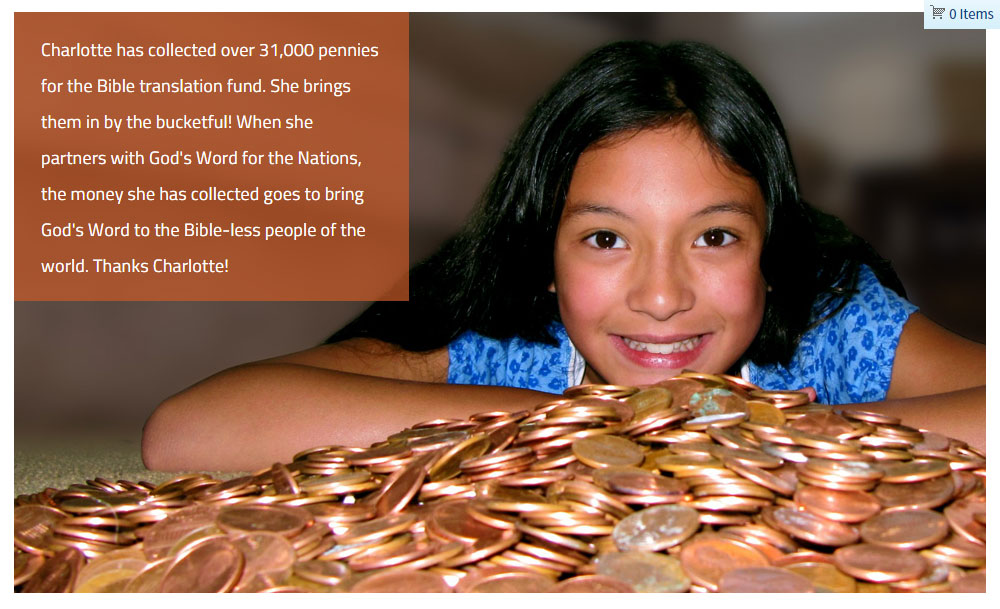 0 Items
Charlotte has collected over 31,000 pennies
for the Bible translation fund. She brings
them in by the bucketful! When she
partners with God's Word for the Nations,
the money she has collected goes to bring
God's Word to the Bible-less people of the
world. Thanks Charlotte!